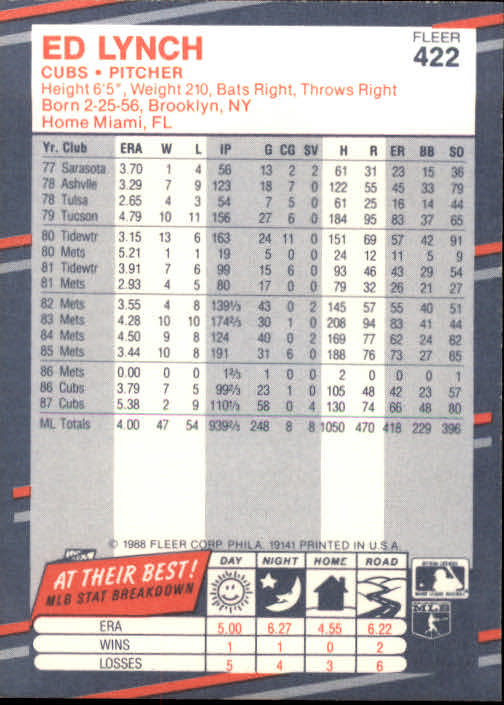 ED LYNCH
FLEER
422
CUBS • PITCHER
Height 6'5", Weight 210, Bats Right, Throws Right
Born 2-25-56, Brooklyn, NY
Home Miami, FL
Yr. Club ERA W L IP G CG SV H R ER BB SO
77 Sarasota 3.70 1 4 56 13 2 2 61 31 23 15 36
78 Ashvlle 3.29 7 9 123 18 7 0 122 55 45 33 79
78 Tulsa 2.65 4 3 54 7 5 0 61 25 16 14 44
79 Tucson 4.79 10 11 156 27 6 0 184 95 83 37 65
80 Tidewtr 3.15 13 6 163 24 11 0 151 69 57 42 91
80 Mets 5.21 1 1 19 5 0 0 24 12 11 5 9
81 Tidewtr 3.91 7 6 99 15 6 0 93 46 43 29 54
81 Mets 2.93 4 5 80 17 0 0 79 32 26 21 27
82 Mets 3.55 4 8 139⅓ 43 0 2 145 57 55 40 51
83 Mets 4.28 10 10 174⅔ 30 1 0 208 94 83 41 44
84 Mets 4.50 9 8 124 40 0 2 169 77 62 24 62
85 Mets 3.44 10 8 191 31 6 0 188 76 73 27 65
86 Mets 0.00 0 0 1⅔ 1 0 0 2 0 0 0 1
86 Cubs 3.79 7 5 99⅔ 23 1 0 105 48 42 23 57
87 Cubs 5.38 2 9 110⅓ 58 0 4 130 74 66 48 80
ML Totals 4.00 47 54 939⅔ 248 8 8 1050 470 418 229 396
© 1988 FLEER CORP. PHILA. 19141 PRINTED IN U.S.A.
AT THEIR BEST!
MLB STAT BREAKDOWN
DAY NIGHT HOME ROAD
ERA 5.00 6.27 4.55 6.22
WINS 1 1 0 2
LOSSES 5 4 3 6